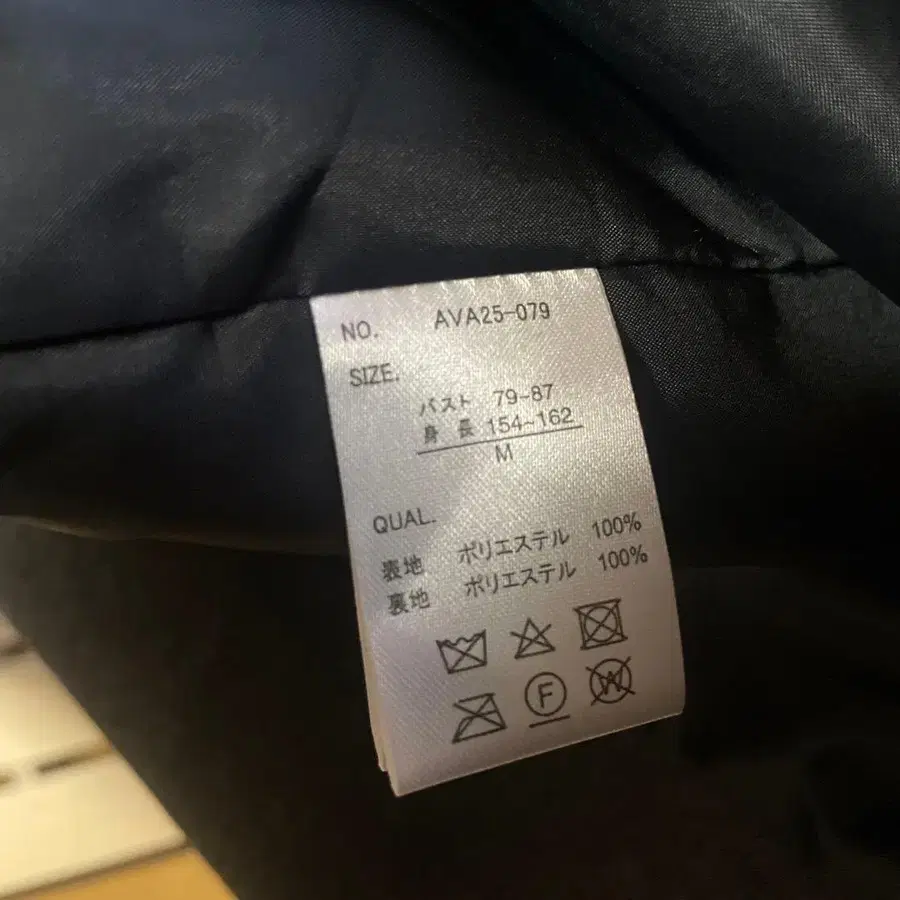 NO. AVA25-079
SIZE.
バスト 79-87
身長 154~162
M
QUAL.
表地 ポリエステル 100%
裏地 ポリエステル 100%
F W